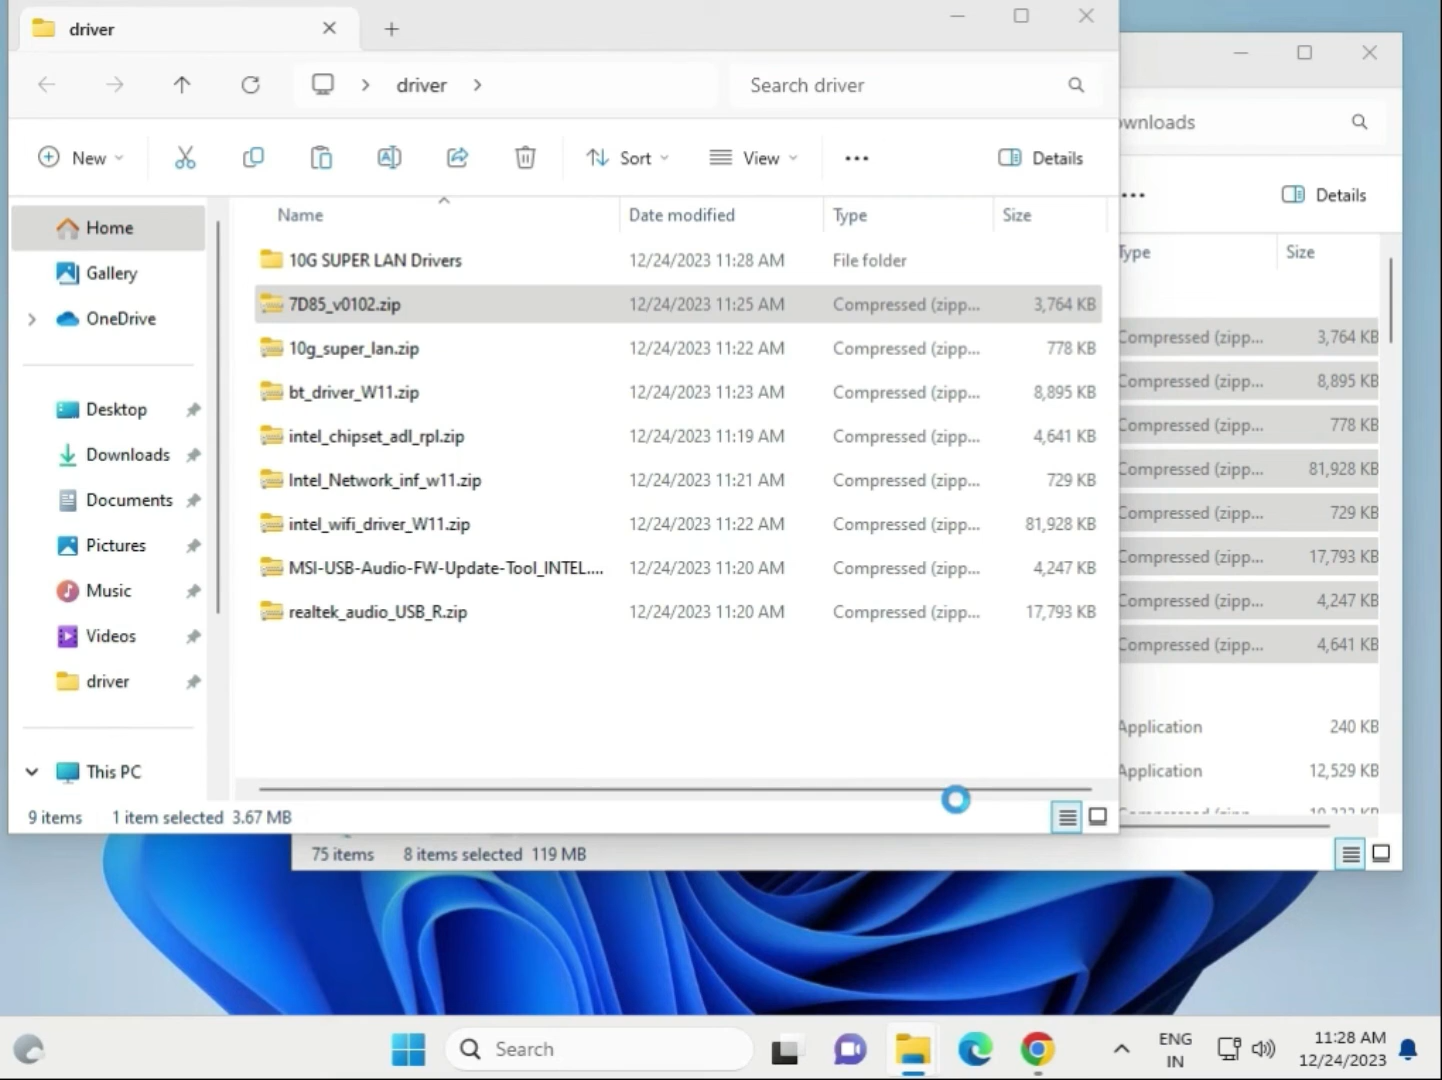 driver
driver
Search driver
ownloads
New
Sort
View
Details
Details
Name
Date modified
Type
Size
Type
Size
Home
Gallery
OneDrive
Desktop
Downloads
Documents
Pictures
Music
Videos
driver
This PC
10G SUPER LAN Drivers 12/24/2023 11:28 AM File folder
7D85_v0102.zip 12/24/2023 11:25 AM Compressed (zipp... 3,764 KB
10g_super_lan.zip 12/24/2023 11:22 AM Compressed (zipp... 778 KB
bt_driver_W11.zip 12/24/2023 11:23 AM Compressed (zipp... 8,895 KB
intel_chipset_adl_rpl.zip 12/24/2023 11:19 AM Compressed (zipp... 4,641 KB
Intel_Network_inf_w11.zip 12/24/2023 11:21 AM Compressed (zipp... 729 KB
intel_wifi_driver_W11.zip 12/24/2023 11:22 AM Compressed (zipp... 81,928 KB
MSI-USB-Audio-FW-Update-Tool_INTEL.... 12/24/2023 11:20 AM Compressed (zipp... 4,247 KB
realtek_audio_USB_R.zip 12/24/2023 11:20 AM Compressed (zipp... 17,793 KB
Compressed (zipp... 3,764 KB
Compressed (zipp... 8,895 KB
Compressed (zipp... 778 KB
Compressed (zipp... 81,928 KB
Compressed (zipp... 729 KB
Compressed (zipp... 17,793 KB
Compressed (zipp... 4,247 KB
Compressed (zipp... 4,641 KB
Application 240 KB
Application 12,529 KB
9 items 1 item selected 3.67 MB
75 items 8 items selected 119 MB
Search
ENG
IN
11:28 AM
12/24/2023